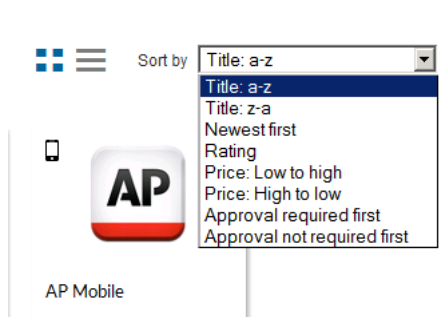 Sort by Title: a-z
Title: a-z
Title: z-a
Newest first
Rating
Price: Low to high
Price: High to low
Approval required first
Approval not required first
AP
AP Mobile